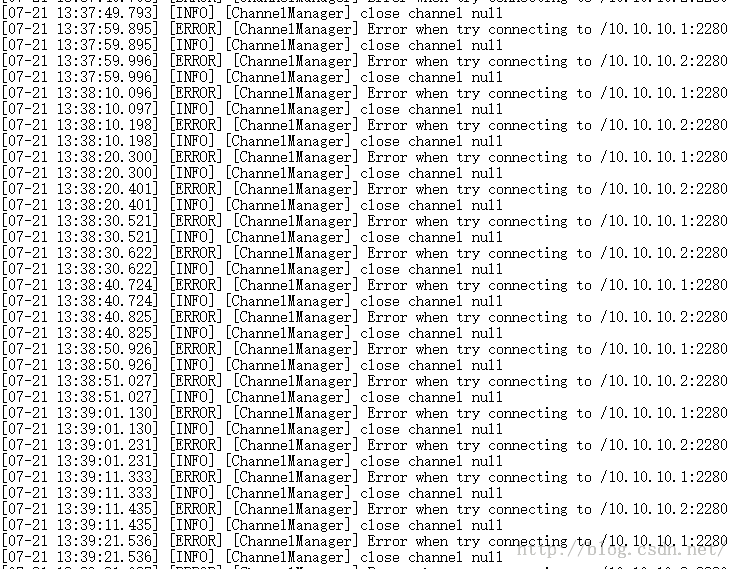 [07-21 13:37:49.793] [INFO] [ChannelManager] close channel null
[07-21 13:37:59.895] [ERROR] [ChannelManager] Error when try connecting to /10.10.10.1:2280
[07-21 13:37:59.895] [INFO] [ChannelManager] close channel null
[07-21 13:37:59.996] [ERROR] [ChannelManager] Error when try connecting to /10.10.10.2:2280
[07-21 13:37:59.996] [INFO] [ChannelManager] close channel null
[07-21 13:38:10.096] [ERROR] [ChannelManager] Error when try connecting to /10.10.10.1:2280
[07-21 13:38:10.097] [INFO] [ChannelManager] close channel null
[07-21 13:38:10.198] [ERROR] [ChannelManager] Error when try connecting to /10.10.10.2:2280
[07-21 13:38:10.198] [INFO] [ChannelManager] close channel null
[07-21 13:38:20.300] [ERROR] [ChannelManager] Error when try connecting to /10.10.10.1:2280
[07-21 13:38:20.300] [INFO] [ChannelManager] close channel null
[07-21 13:38:20.401] [ERROR] [ChannelManager] Error when try connecting to /10.10.10.2:2280
[07-21 13:38:20.401] [INFO] [ChannelManager] close channel null
[07-21 13:38:30.521] [ERROR] [ChannelManager] Error when try connecting to /10.10.10.1:2280
[07-21 13:38:30.521] [INFO] [ChannelManager] close channel null
[07-21 13:38:30.622] [ERROR] [ChannelManager] Error when try connecting to /10.10.10.2:2280
[07-21 13:38:30.622] [INFO] [ChannelManager] close channel null
[07-21 13:38:40.724] [ERROR] [ChannelManager] Error when try connecting to /10.10.10.1:2280
[07-21 13:38:40.724] [INFO] [ChannelManager] close channel null
[07-21 13:38:40.825] [ERROR] [ChannelManager] Error when try connecting to /10.10.10.2:2280
[07-21 13:38:40.825] [INFO] [ChannelManager] close channel null
[07-21 13:38:50.926] [ERROR] [ChannelManager] Error when try connecting to /10.10.10.1:2280
[07-21 13:38:50.926] [INFO] [ChannelManager] close channel null
[07-21 13:38:51.027] [ERROR] [ChannelManager] Error when try connecting to /10.10.10.2:2280
[07-21 13:38:51.027] [INFO] [ChannelManager] close channel null
[07-21 13:39:01.130] [ERROR] [ChannelManager] Error when try connecting to /10.10.10.1:2280
[07-21 13:39:01.130] [INFO] [ChannelManager] close channel null
[07-21 13:39:01.231] [ERROR] [ChannelManager] Error when try connecting to /10.10.10.2:2280
[07-21 13:39:01.231] [INFO] [ChannelManager] close channel null
[07-21 13:39:11.333] [ERROR] [ChannelManager] Error when try connecting to /10.10.10.1:2280
[07-21 13:39:11.333] [INFO] [ChannelManager] close channel null
[07-21 13:39:11.435] [ERROR] [ChannelManager] Error when try connecting to /10.10.10.2:2280
[07-21 13:39:11.435] [INFO] [ChannelManager] close channel null
[07-21 13:39:21.536] [ERROR] [ChannelManager] Error when try connecting to /10.10.10.1:2280
[07-21 13:39:21.536] [INFO] [ChannelManager] close channel null
http://blog.csdn.net/